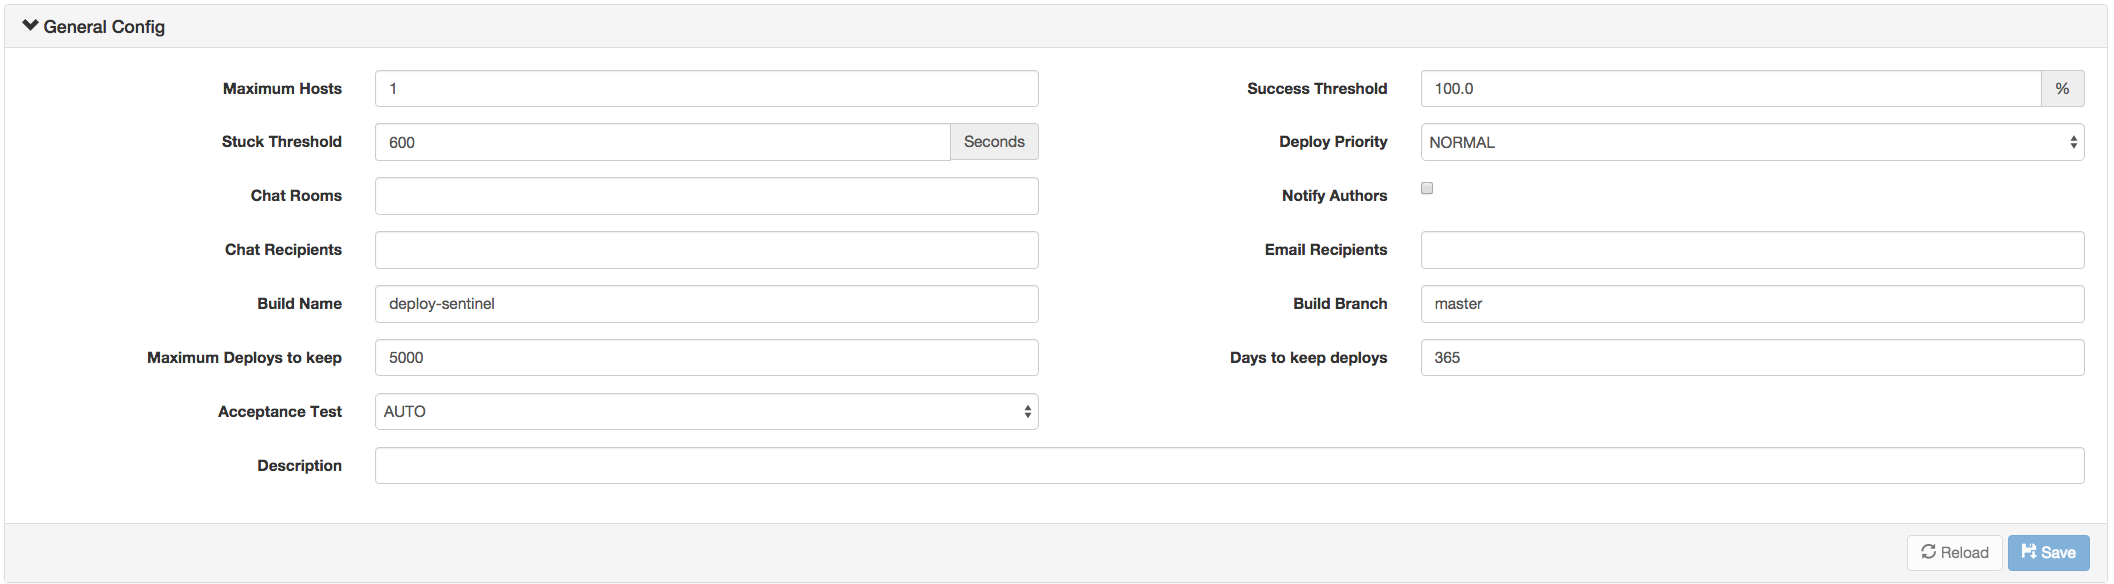 General Config
Maximum Hosts 1 Success Threshold 100.0 %
Stuck Threshold 600 Seconds Deploy Priority NORMAL
Chat Rooms Notify Authors
Chat Recipients Email Recipients
Build Name deploy-sentinel Build Branch master
Maximum Deploys to keep 5000 Days to keep deploys 365
Acceptance Test AUTO
Description
Reload Save